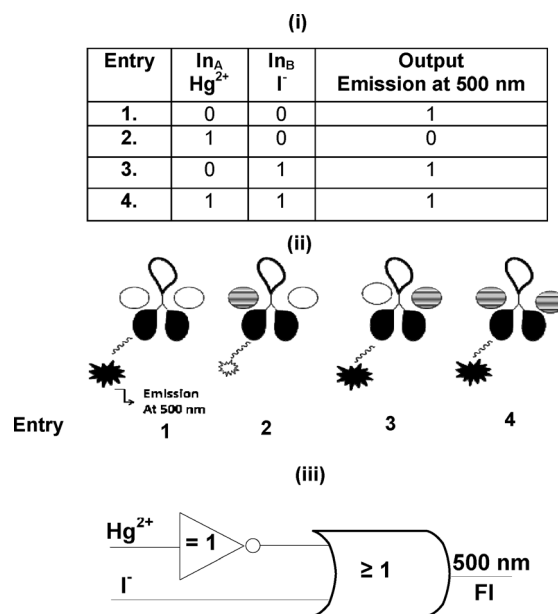 (i)
Entry In_A Hg²⁺ In_B I⁻ Output Emission at 500 nm
1. 0 0 1
2. 1 0 0
3. 0 1 1
4. 1 1 1
(ii)
Emission
At 500 nm
Entry 1 2 3 4
(iii)
Hg²⁺
= 1
I⁻
≥ 1
500 nm
FI